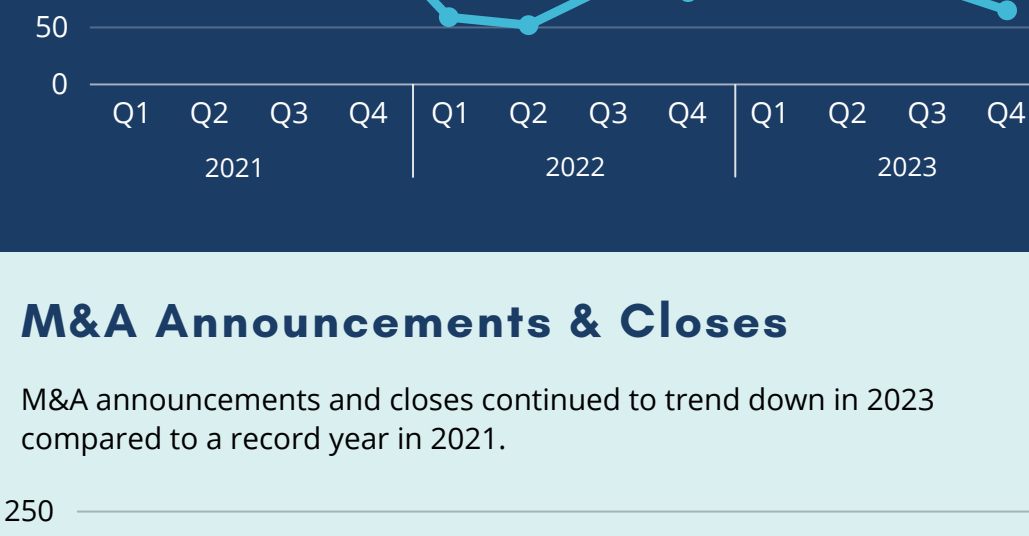 50
0
Q1 Q2 Q3 Q4 Q1 Q2 Q3 Q4 Q1 Q2 Q3 Q4
2021 2022 2023
M&A Announcements & Closes
M&A announcements and closes continued to trend down in 2023
compared to a record year in 2021.
250